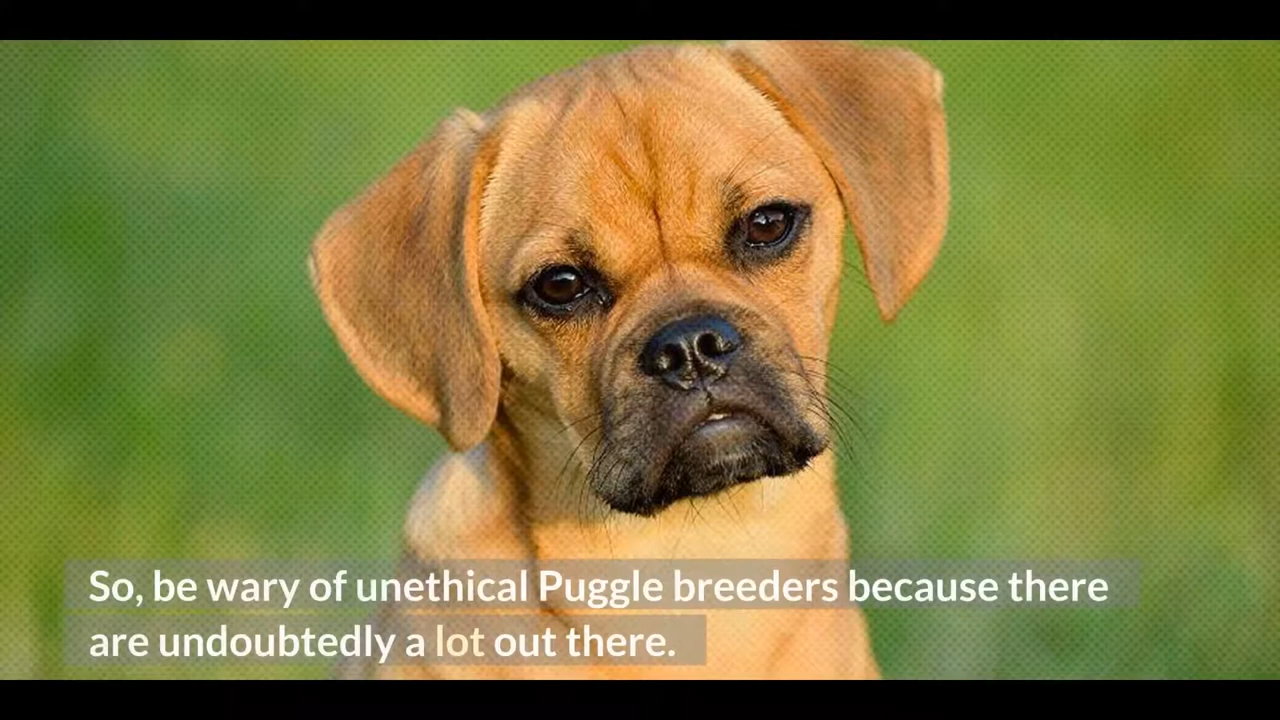 So, be wary of unethical Puggle breeders because there
are undoubtedly a lot out there.